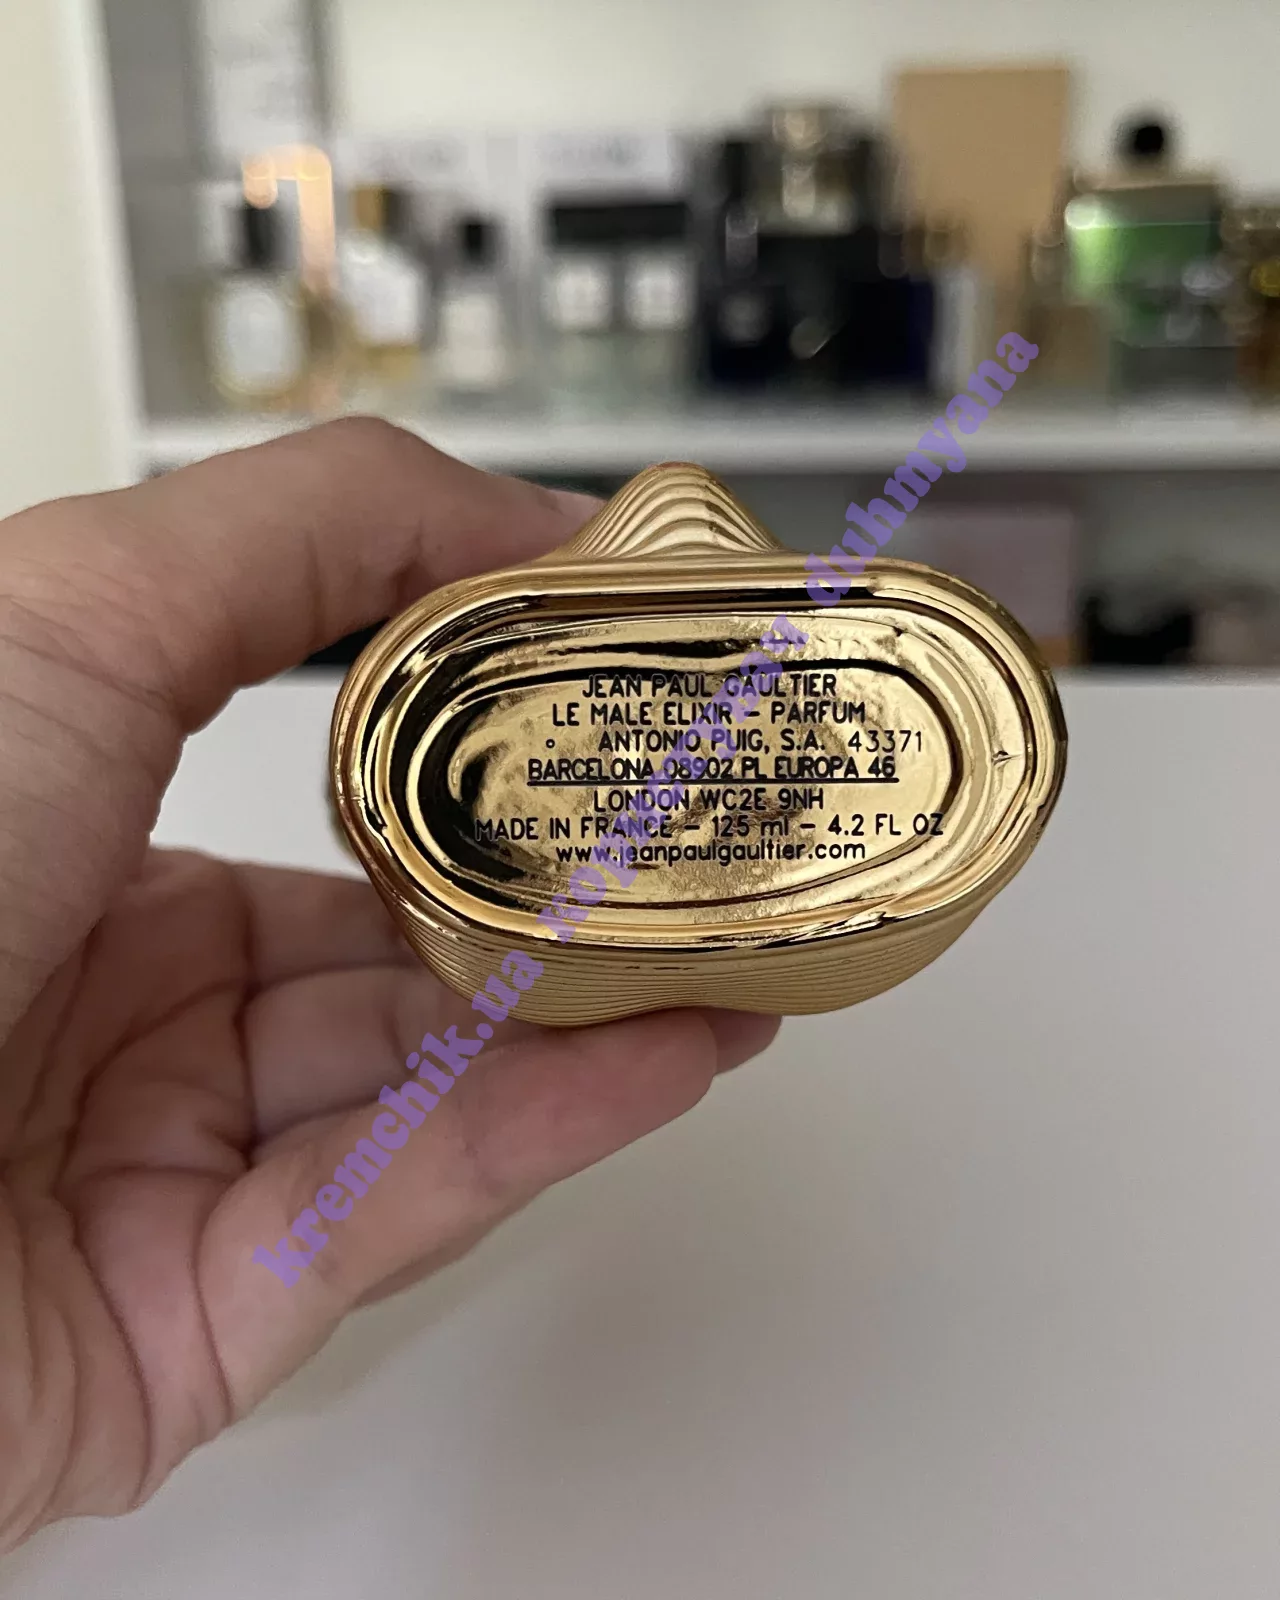 JEAN PAUL GAULTIER
LE MALE ELIXIR - PARFUM
ANTONIO PUIG, S.A. 43371
BARCELONA 08902 PL EUROPA 46
LONDON WC2E 9NH
MADE IN FRANCE - 125 ml - 4.2 FL OZ
www.jeanpaulgaultier.com
kremchik.ua duhmyana